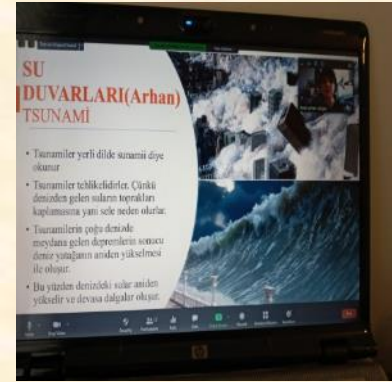 SU
DUVARLARI(Arhan)
TSUNAMİ
• Tsunamiler yerli dilde sunamii diye
okunur
• Tsunamiler tehlikelidirler. Çünkü
denizden gelen suların toprakları
kaplamasına yani sele neden olurlar.
• Tsunamilerin çoğu denizde
meydana gelen depremlerin sonucu
deniz yatağının aniden yükselmesi
ile oluşur.
• Bu yüzden denizdeki sular aniden
yükselir ve devasa dalgalar oluşur.
hp